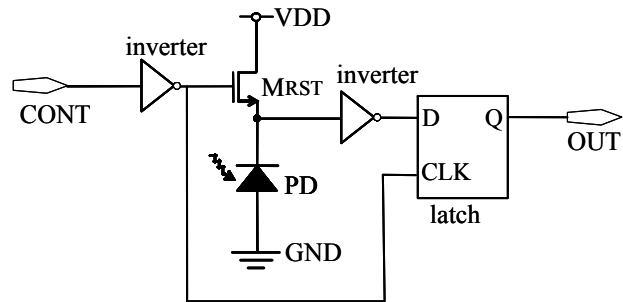 VDD
inverter
inverter
MRST
CONT
D
Q
OUT
CLK
PD
latch
GND